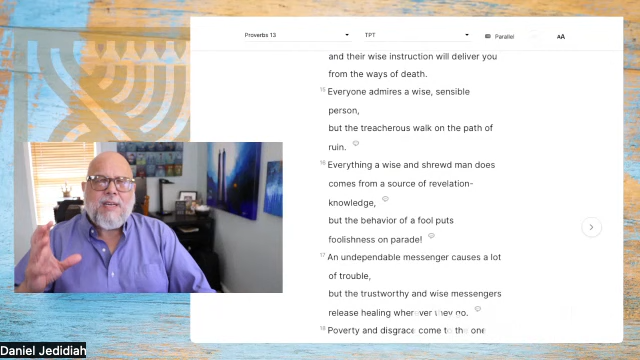 Proverbs 13
TPT
Parallel
AA
and their wise instruction will deliver you
from the ways of death.
15 Everyone admires a wise, sensible
person,
but the treacherous walk on the path of
ruin.
16 Everything a wise and shrewd man does
comes from a source of revelation-
knowledge,
but the behavior of a fool puts
foolishness on parade!
17 An undependable messenger causes a lot
of trouble,
but the trustworthy and wise messengers
release healing wherever they go.
18 Poverty and disgrace come to the one
Daniel Jedidiah